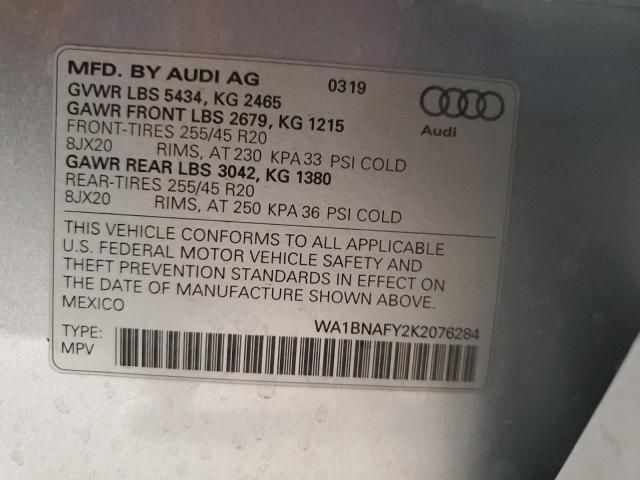 MFD. BY AUDI AG 0319
GVWR LBS 5434, KG 2465
GAWR FRONT LBS 2679, KG 1215
FRONT-TIRES 255/45 R20
8JX20 RIMS, AT 230 KPA 33 PSI COLD
GAWR REAR LBS 3042, KG 1380
REAR-TIRES 255/45 R20
8JX20 RIMS, AT 250 KPA 36 PSI COLD
Audi
THIS VEHICLE CONFORMS TO ALL APPLICABLE
U.S. FEDERAL MOTOR VEHICLE SAFETY AND
THEFT PREVENTION STANDARDS IN EFFECT ON
THE DATE OF MANUFACTURE SHOWN ABOVE.
MEXICO
WA1BNAFY2K2076284
TYPE:
MPV